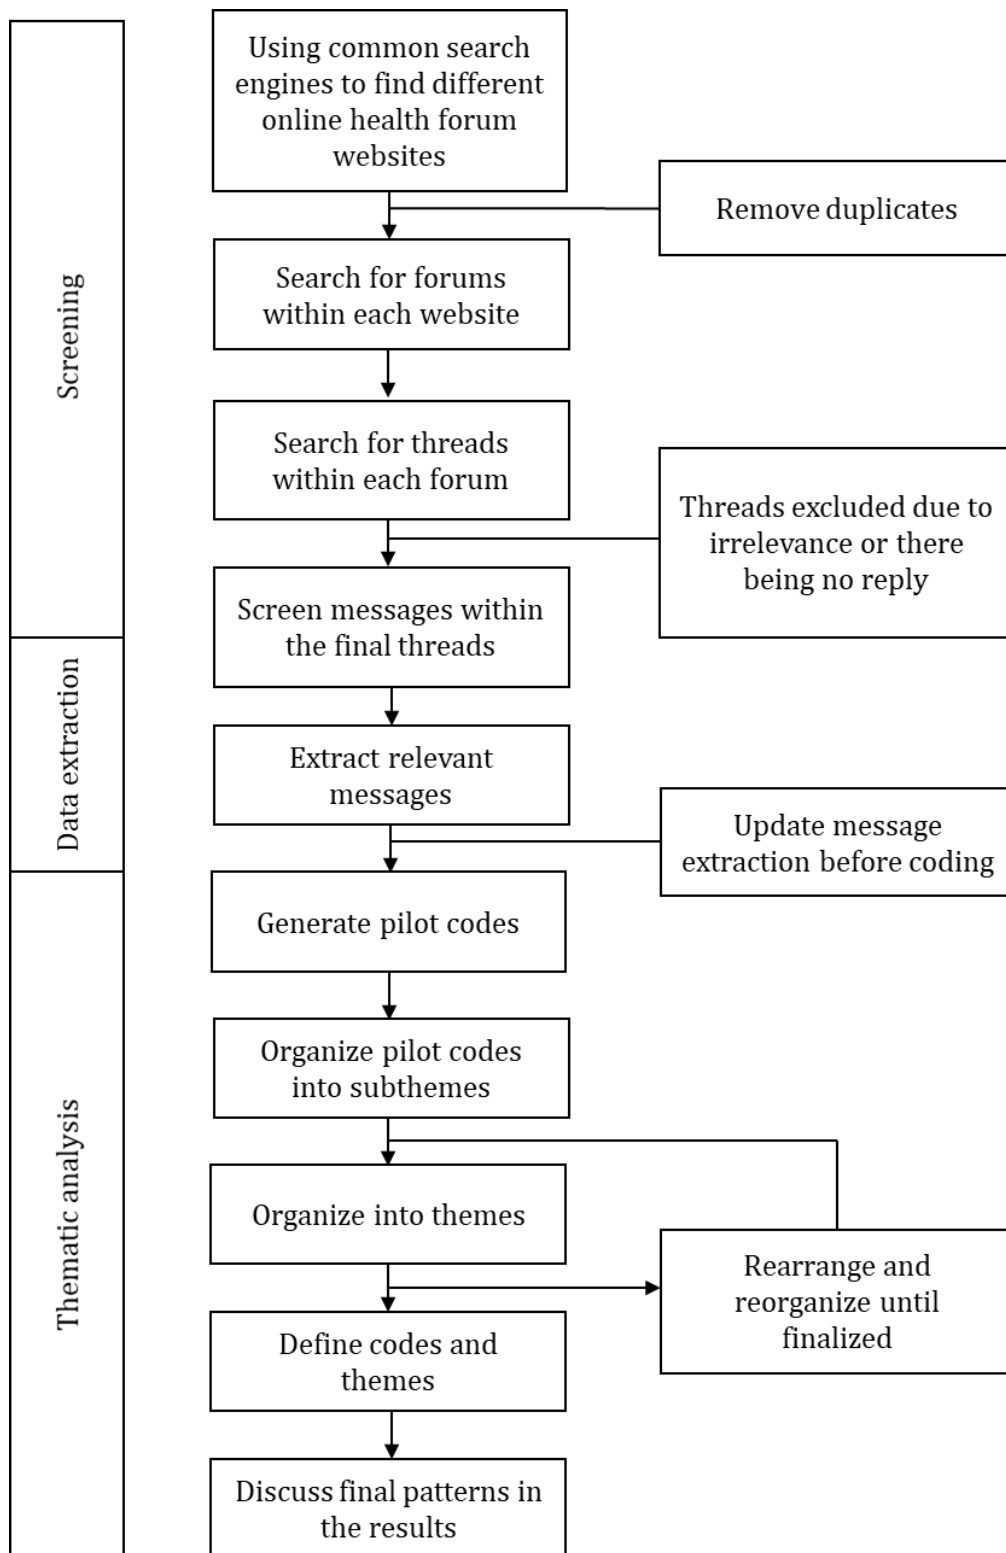 Screening
Using common search
engines to find different
online health forum
websites
Remove duplicates
Search for forums
within each website
Search for threads
within each forum
Threads excluded due to
irrelevance or there
being no reply
Screen messages within
the final threads
Data extraction
Extract relevant
messages
Update message
extraction before coding
Thematic analysis
Generate pilot codes
Organize pilot codes
into subthemes
Organize into themes
Rearrange and
reorganize until
finalized
Define codes and
themes
Discuss final patterns in
the results